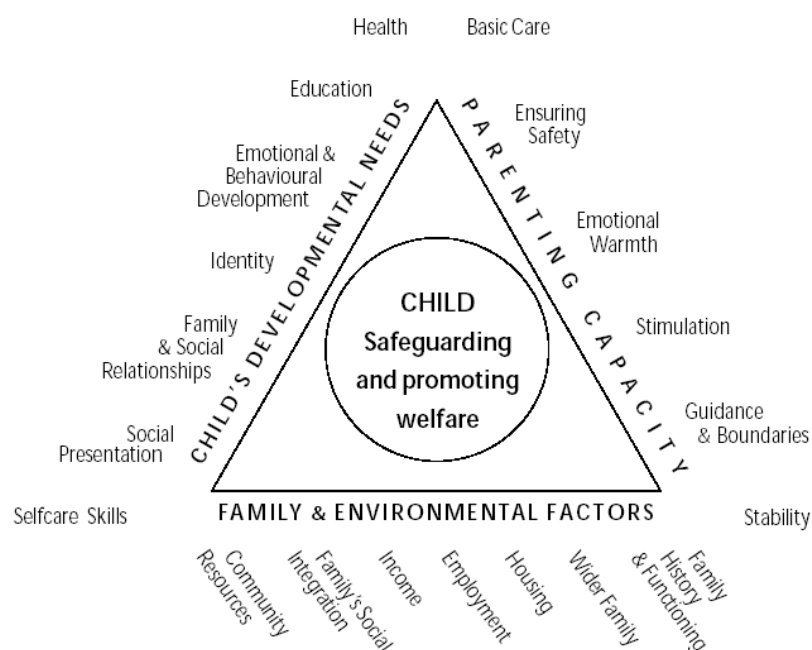 Health
Basic Care
Education
Ensuring
Safety
Emotional &
Behavioural
Development
Emotional
Warmth
Identity
Stimulation
Family
& Social
Relationships
Guidance
& Boundaries
Social
Presentation
Selfcare Skills
Stability
CHILD'S DEVELOPMENTAL NEEDS
PARENTING CAPACITY
CHILD
Safeguarding
and promoting
welfare
FAMILY & ENVIRONMENTAL FACTORS
Community
Resources
Family's Social
Integration
Income
Employment
Housing
Wider Family
Family
History
& Functioning